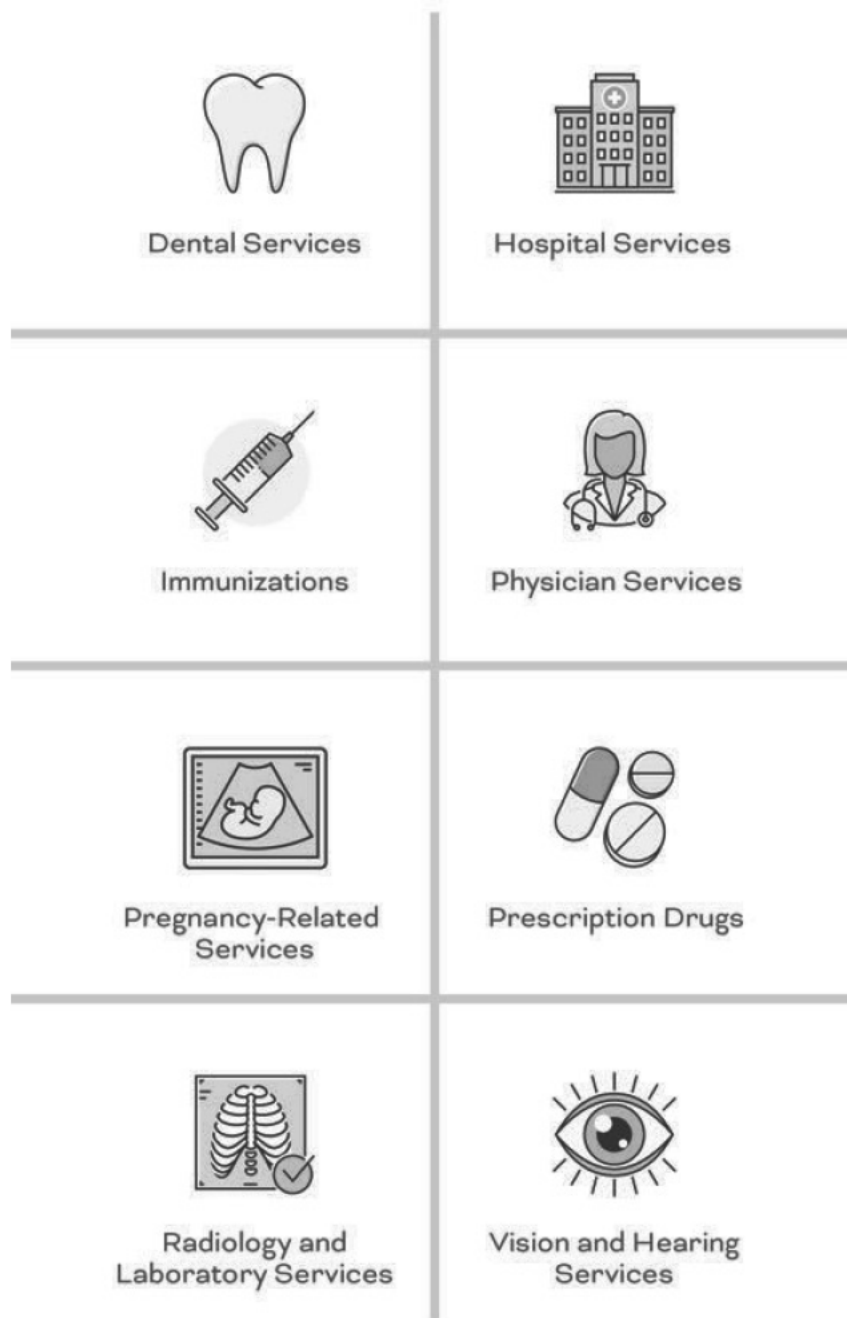 Dental Services
Hospital Services
Immunizations
Physician Services
Pregnancy-Related
Services
Prescription Drugs
Radiology and
Laboratory Services
Vision and Hearing
Services